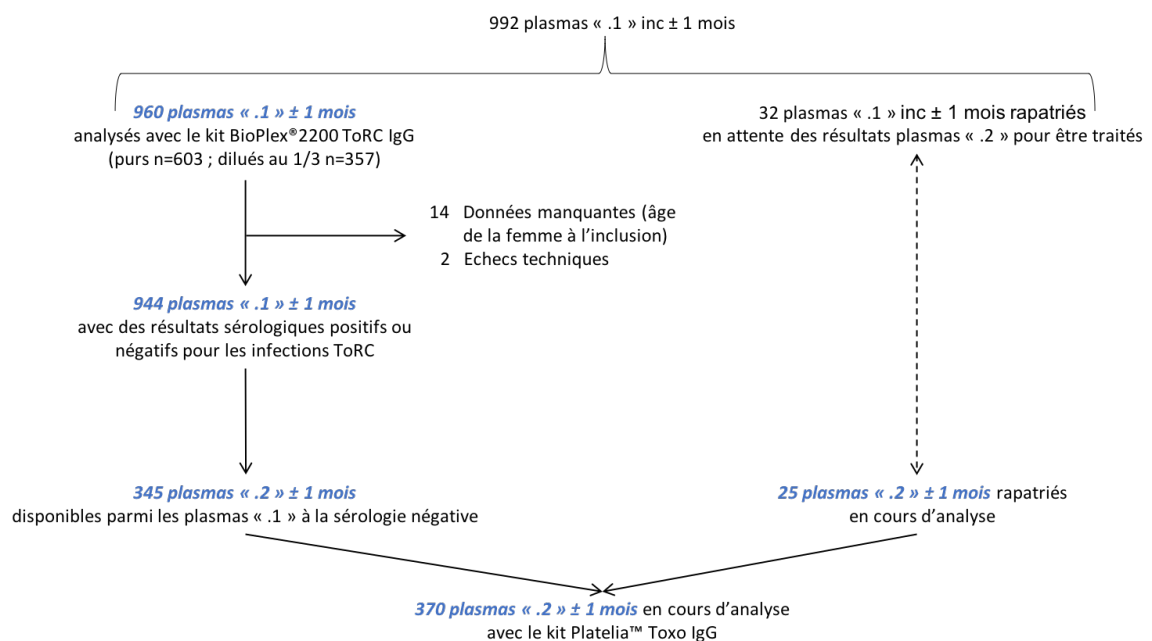 992 plasmas « .1 » inc ± 1 mois
960 plasmas « .1 » ± 1 mois
analysés avec le kit BioPlex®2200 ToRC IgG
(purs n=603 ; dilués au 1/3 n=357)
32 plasmas « .1 » inc ± 1 mois rapatriés
en attente des résultats plasmas « .2 » pour être traités
14 Données manquantes (âge
de la femme à l’inclusion)
2 Echecs techniques
944 plasmas « .1 » ± 1 mois
avec des résultats sérologiques positifs ou
négatifs pour les infections ToRC
345 plasmas « .2 » ± 1 mois
disponibles parmi les plasmas « .1 » à la sérologie négative
25 plasmas « .2 » ± 1 mois rapatriés
en cours d’analyse
370 plasmas « .2 » ± 1 mois en cours d’analyse
avec le kit Platelia™ Toxo IgG